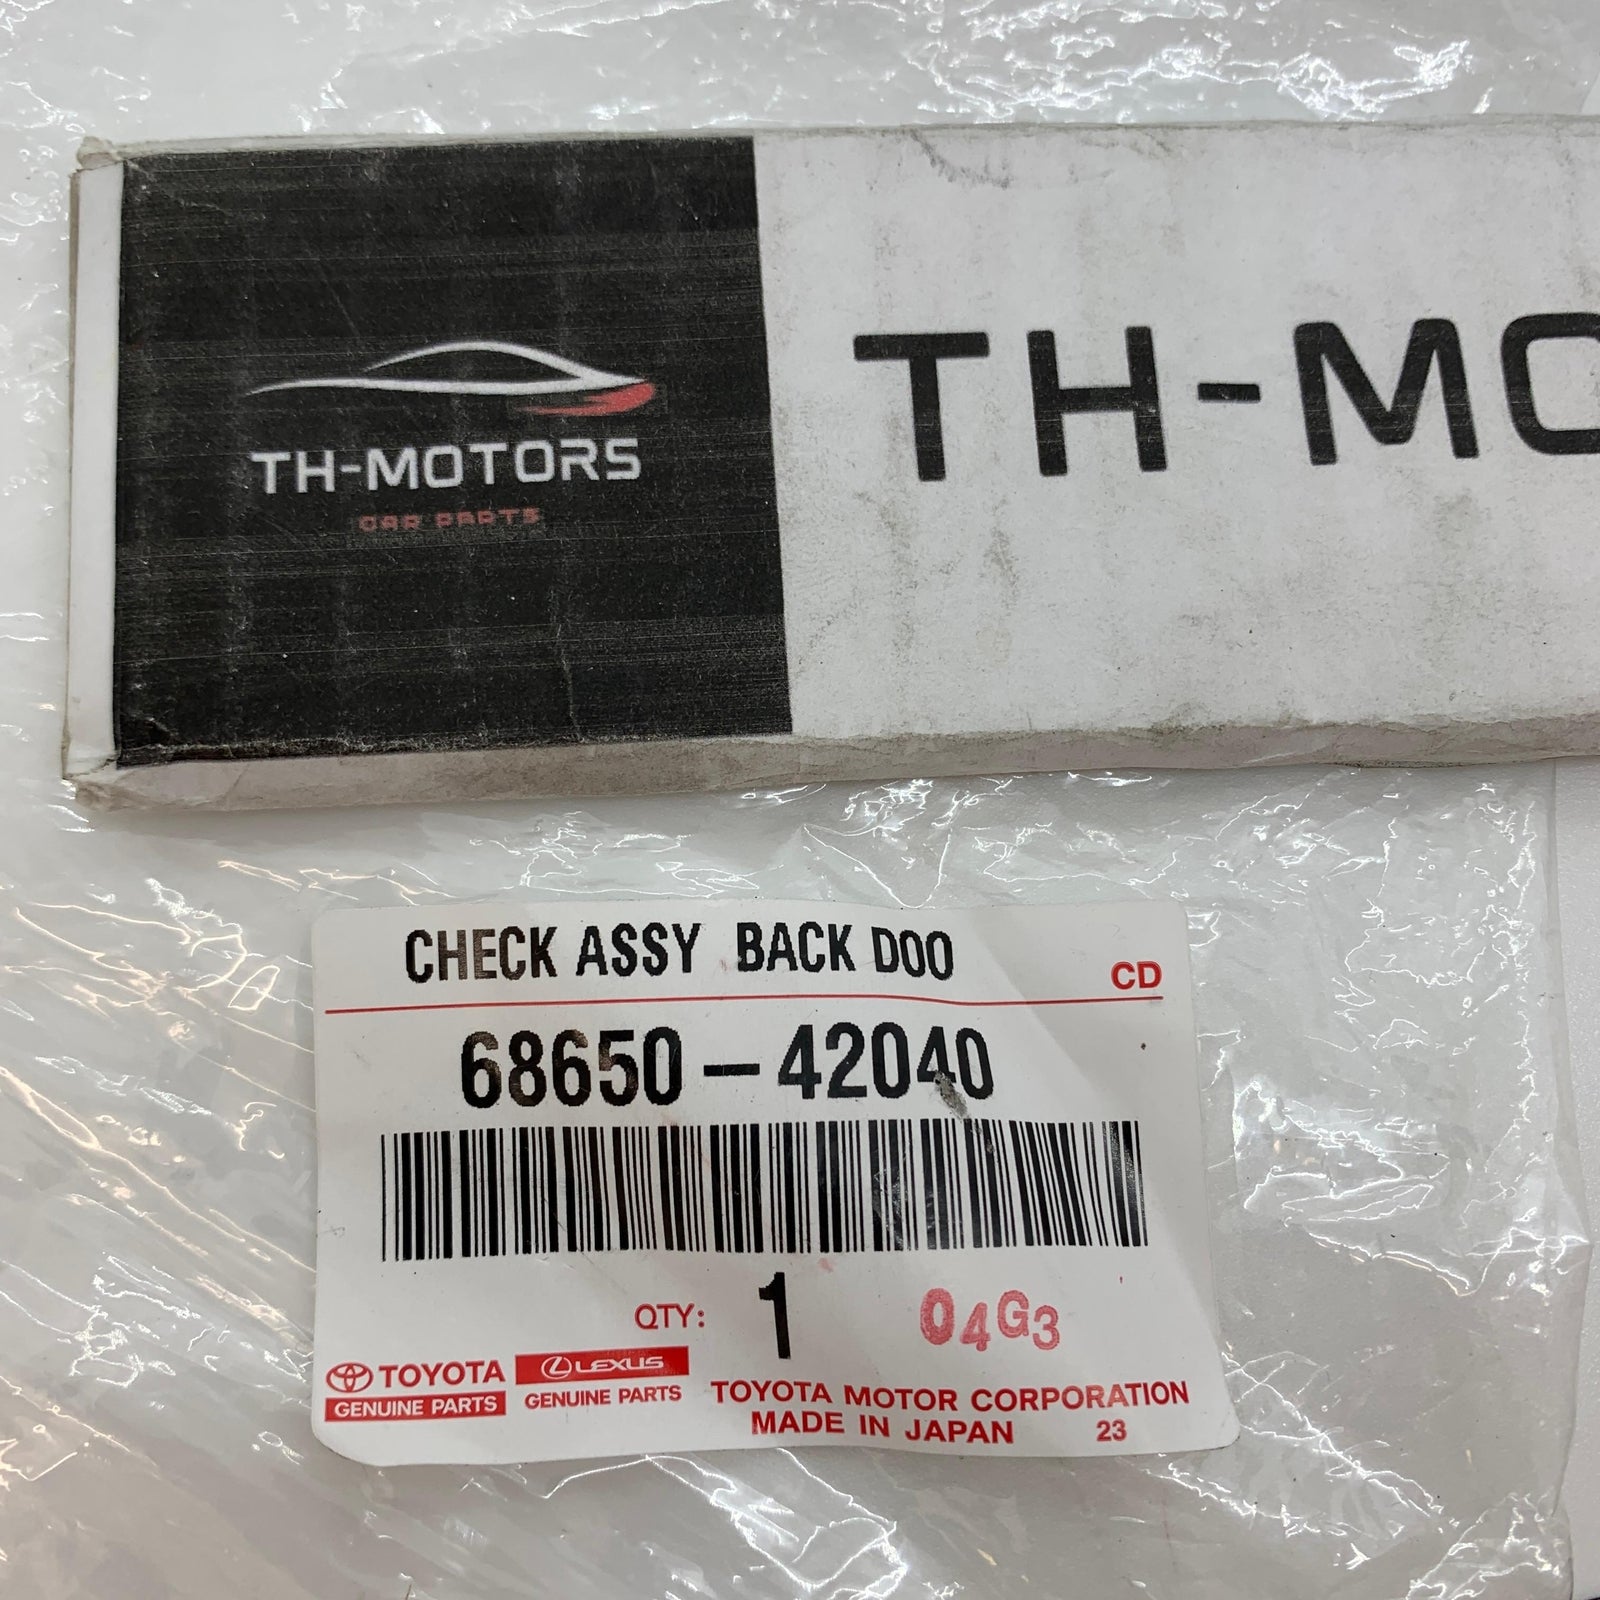 TH-MOTORS
CAR PARTS
TH-MO
CHECK ASSY BACK DOO
CD
68650-42040
QTY: 1 04G3
TOYOTA
GENUINE PARTS
LEXUS
GENUINE PARTS
TOYOTA MOTOR CORPORATION
MADE IN JAPAN 23